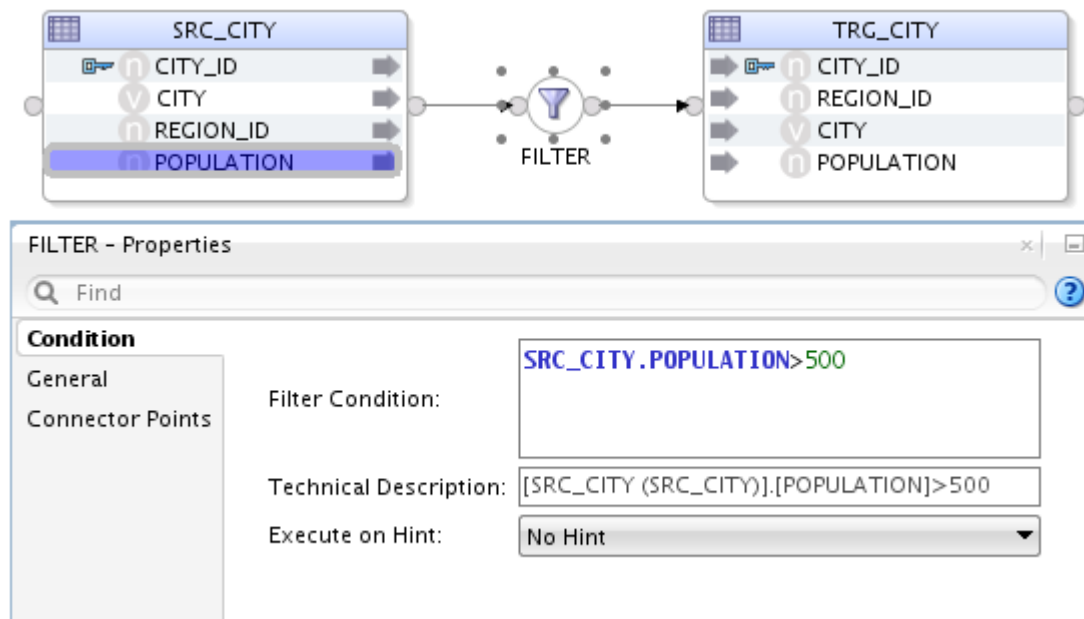 SRC_CITY
CITY_ID
CITY
REGION_ID
POPULATION
FILTER
TRG_CITY
CITY_ID
REGION_ID
CITY
POPULATION
FILTER - Properties
Find
Condition
General
Connector Points
Filter Condition:
SRC_CITY.POPULATION>500
Technical Description:
[SRC_CITY (SRC_CITY)].[POPULATION]>500
Execute on Hint:
No Hint